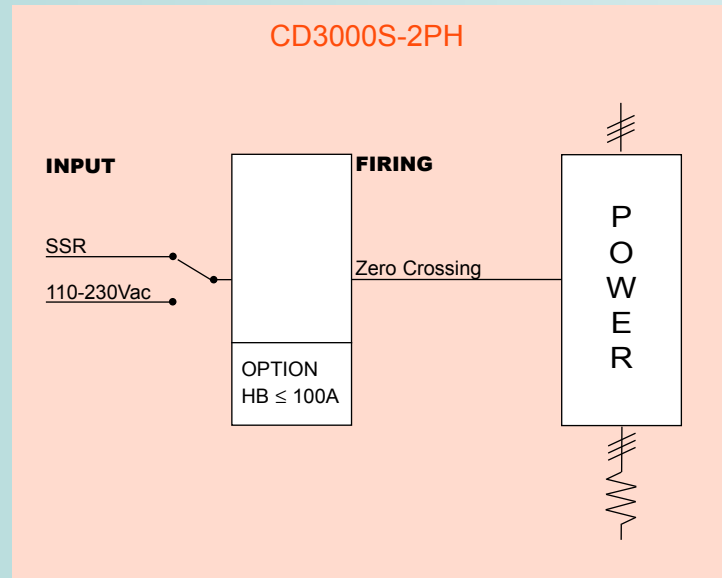 CD3000S-2PH
INPUT
FIRING
SSR
110-230Vac
Zero Crossing
OPTION
HB ≤ 100A
P
O
W
E
R